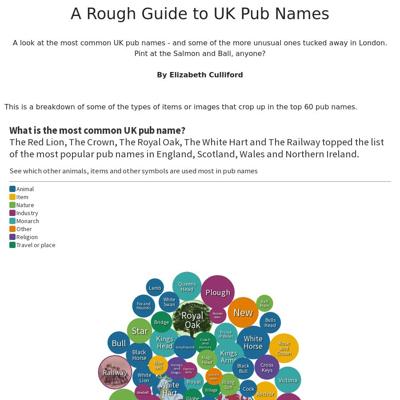 A Rough Guide to UK Pub Names
A look at the most common UK pub names - and some of the more unusual ones tucked away in London.
Pint at the Salmon and Ball, anyone?
By Elizabeth Culliford
This is a breakdown of some of the types of items or images that crop up in the top 60 pub names.
What is the most common UK pub name?
The Red Lion, The Crown, The Royal Oak, The White Hart and The Railway topped the list
of the most popular pub names in England, Scotland, Wales and Northern Ireland.
See which other animals, items and other symbols are used most in pub names
Animal
Item
Nature
Industry
Monarch
Other
Religion
Travel or place
Queens
Head
Lamb
Plough
White
Swan
New
Royal
Oak
Bridge
Bells
Head
Star
Bull
Kings
Head
White
Horse
Rose
and
Crown
Black
Horse
Kings
Arms
Railway
White
Lion
Black
Bull
Cross
Keys
Victoria
White
Hart
Royal
Cock